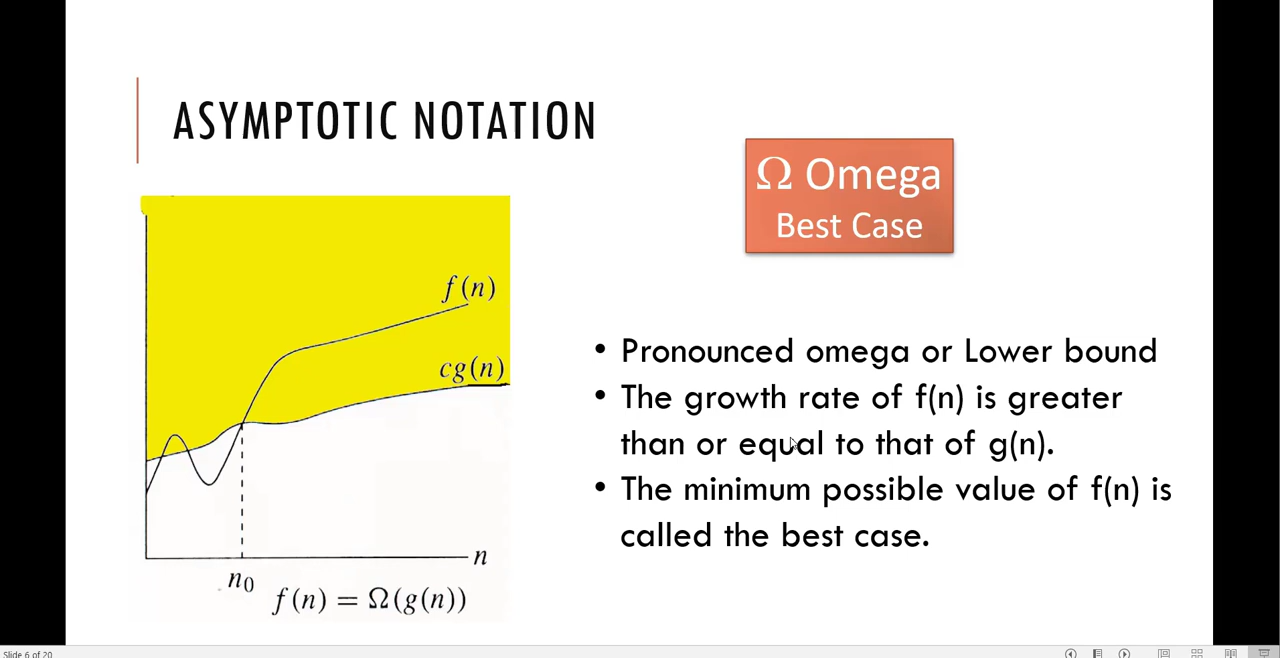 ASYMPTOTIC NOTATION
Ω Omega
Best Case
f(n)
cg(n)
n
n0
f(n) = Ω(g(n))
• Pronounced omega or Lower bound
• The growth rate of f(n) is greater
than or equal to that of g(n).
• The minimum possible value of f(n) is
called the best case.
Slide 6 of 20